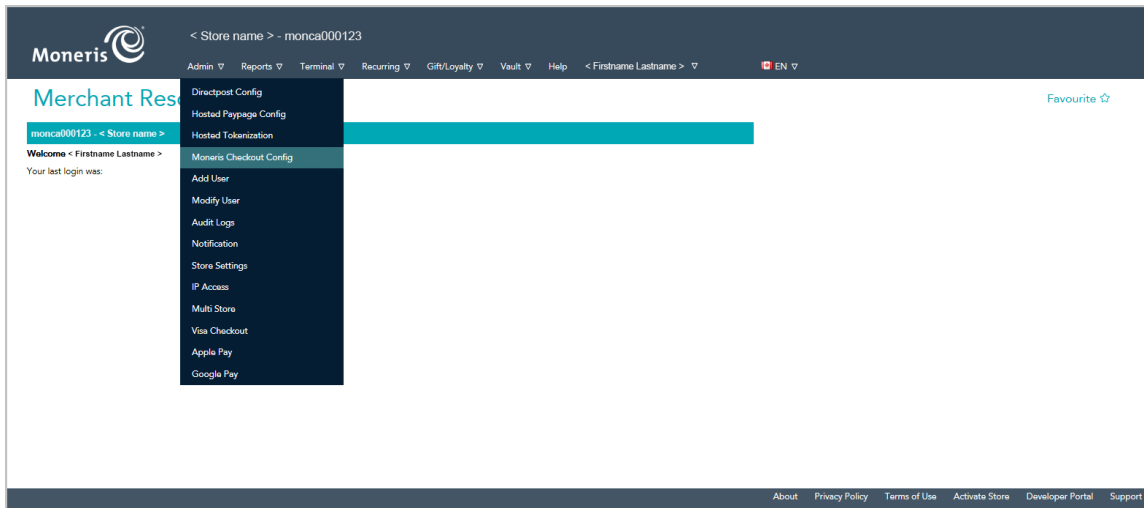 < Store name > - monca000123
Moneris
Admin Reports Terminal Recurring Gift/Loyalty Vault Help < Firstname Lastname > EN
Merchant Res
Favourite
monca000123 - < Store name >
Welcome < Firstname Lastname >
Your last login was:
Directpost Config
Hosted Paypage Config
Hosted Tokenization
Moneris Checkout Config
Add User
Modify User
Audit Logs
Notification
Store Settings
IP Access
Multi Store
Visa Checkout
Apple Pay
Google Pay
About Privacy Policy Terms of Use Activate Store Developer Portal Support